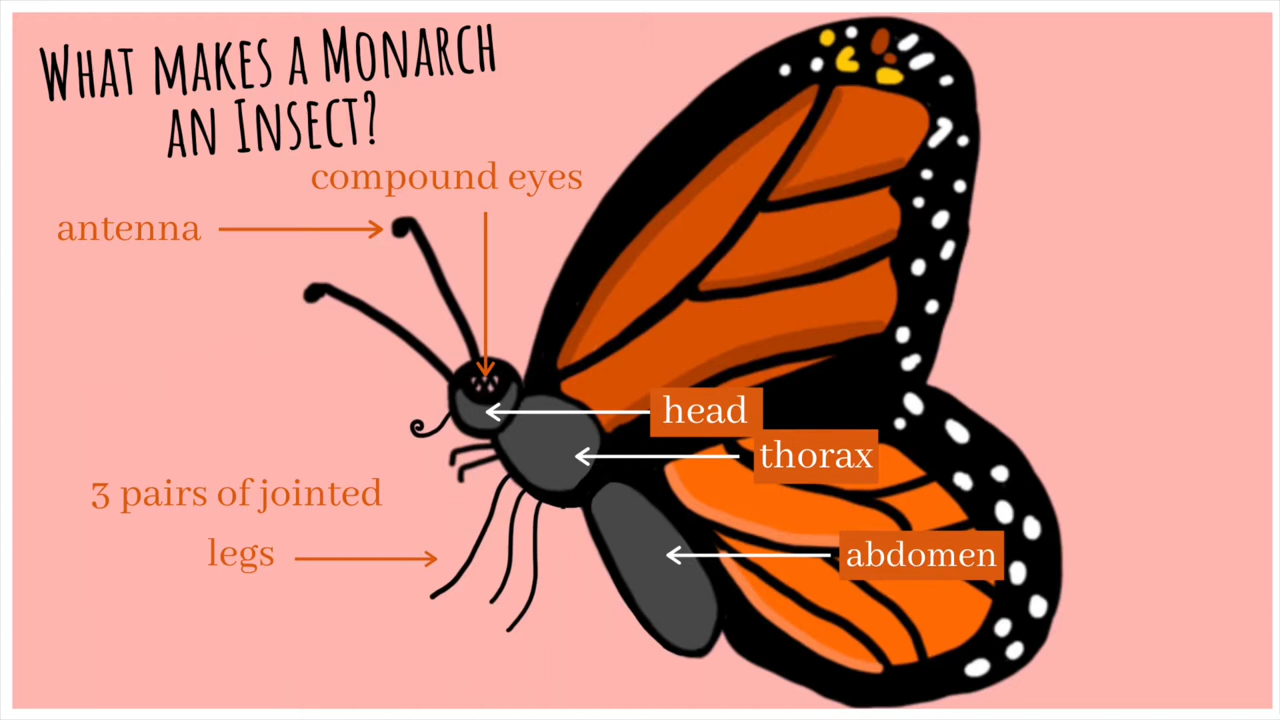 What makes a Monarch
an Insect?
compound eyes
antenna
head
thorax
3 pairs of jointed
legs
abdomen